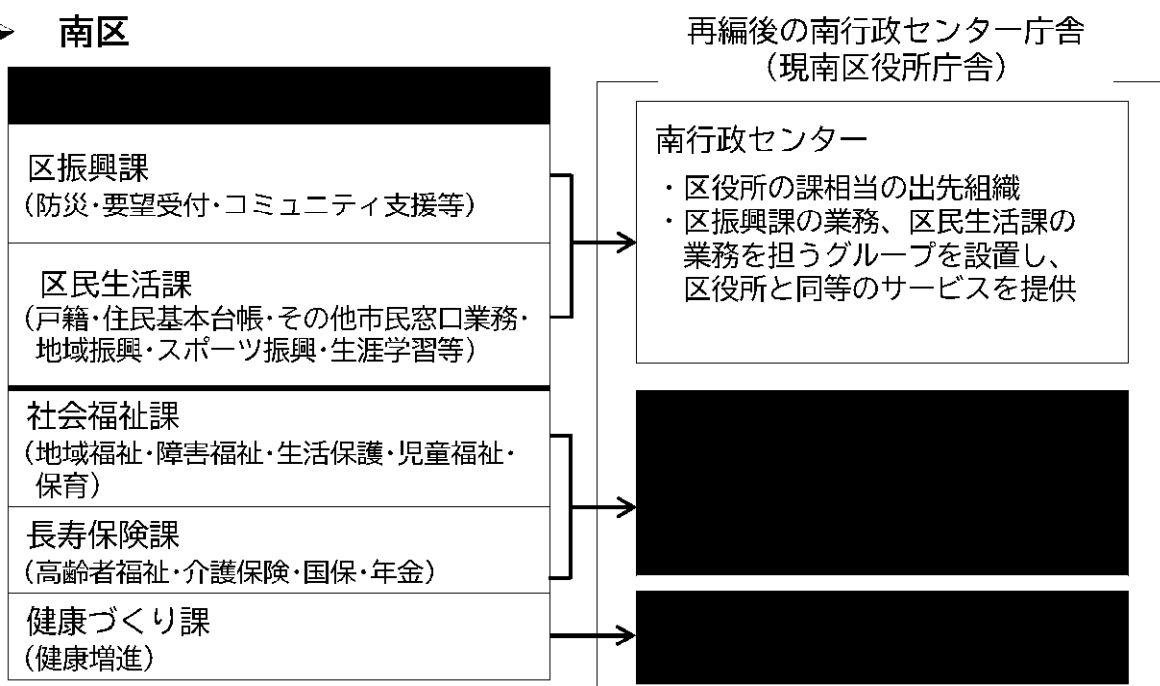 南区
再編後の南行政センター庁舎
（現南区役所庁舎）
区振興課
（防災・要望受付・コミュニティ支援等）
区民生活課
（戸籍・住民基本台帳・その他市民窓口業務・
地域振興・スポーツ振興・生涯学習等）
社会福祉課
（地域福祉・障害福祉・生活保護・児童福祉・
保育）
長寿保険課
（高齢者福祉・介護保険・国保・年金）
健康づくり課
（健康増進）
南行政センター
・区役所の課相当の出先組織
・区振興課の業務、区民生活課の
業務を担うグループを設置し、
区役所と同等のサービスを提供